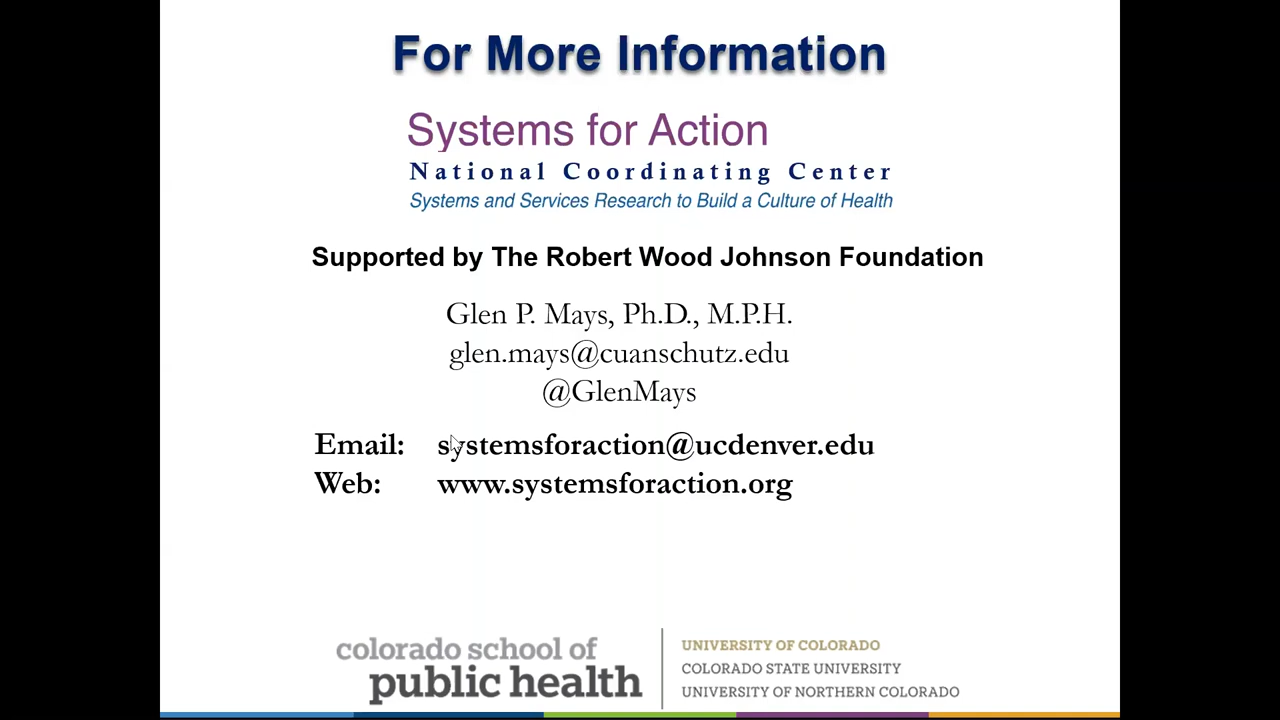 For More Information
Systems for Action
National Coordinating Center
Systems and Services Research to Build a Culture of Health
Supported by The Robert Wood Johnson Foundation
Glen P. Mays, Ph.D., M.P.H.
glen.mays@cuanschutz.edu
@GlenMays
Email: systemsforaction@ucdenver.edu
Web: www.systemsforaction.org
colorado school of
public health
UNIVERSITY OF COLORADO
COLORADO STATE UNIVERSITY
UNIVERSITY OF NORTHERN COLORADO